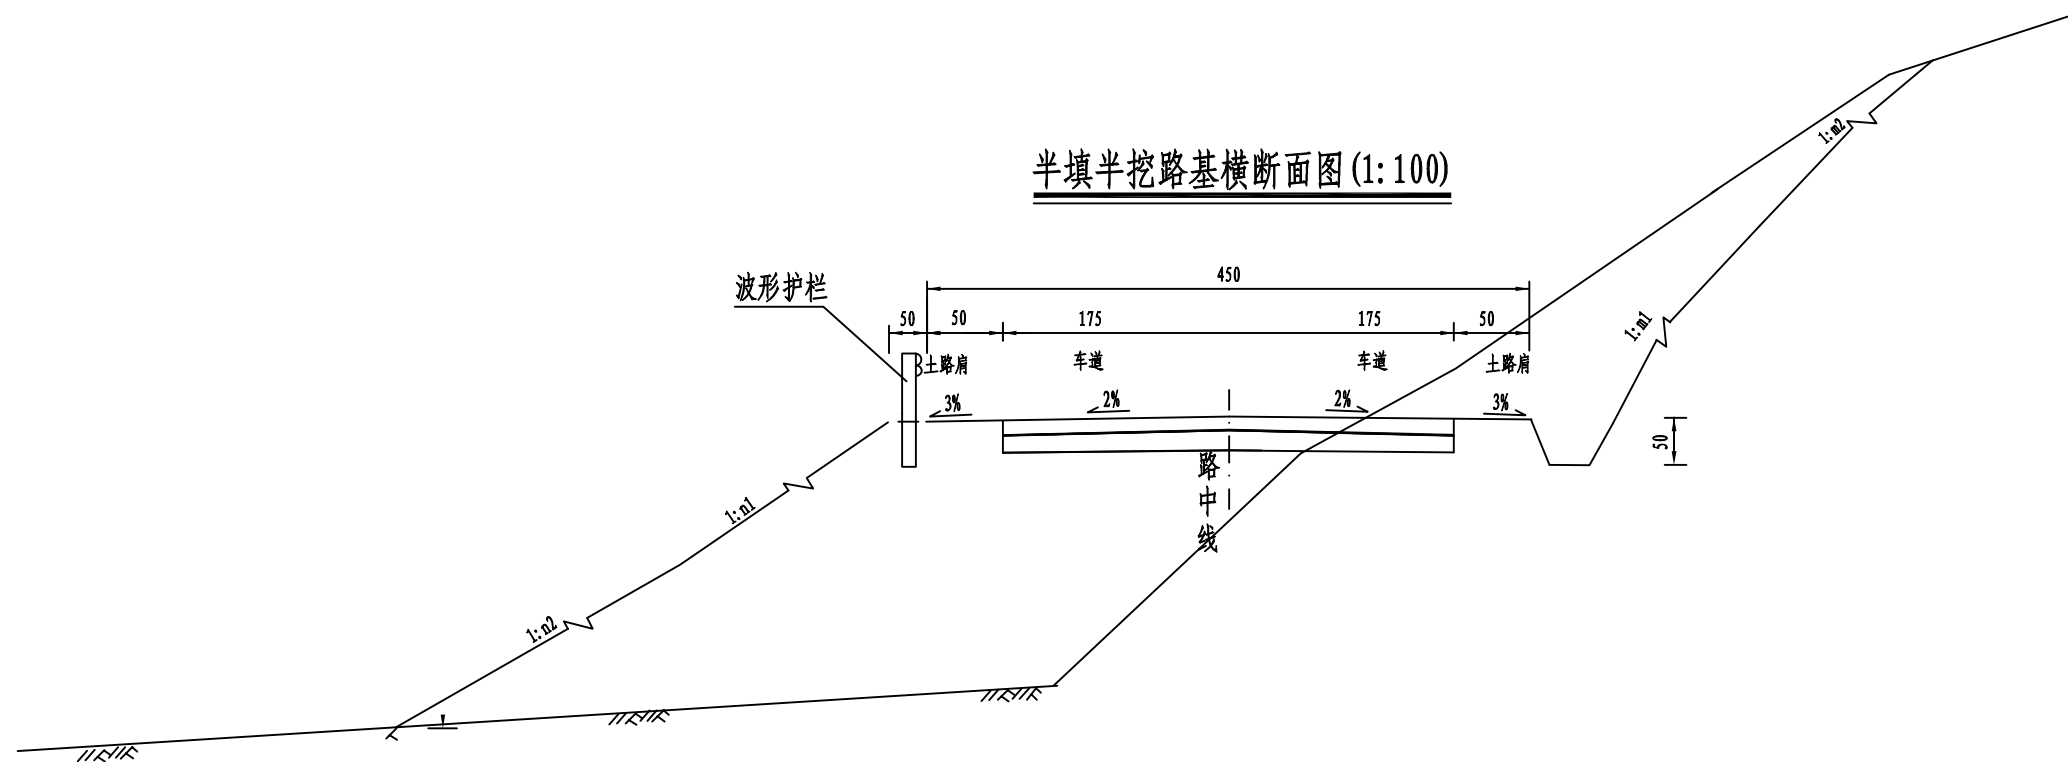 1:m2
半填半挖路基横断面图(1:100)
450
波形护栏
50 50 175 175 50
1:m1
土路肩 车道 车道 土路肩
3% 2% 2% 3%
50
路
中
线
1:n1
1:n2